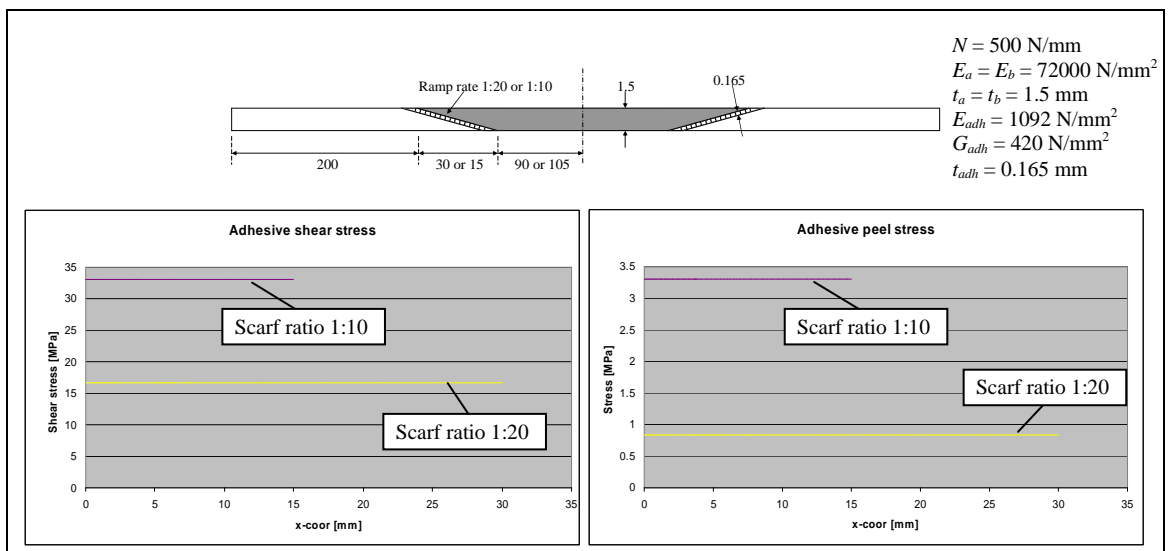 Ramp rate 1:20 or 1:10
0.165
1.5
200
30 or 15
90 or 105
N = 500 N/mm
Eₐ = E_b = 72000 N/mm²
tₐ = t_b = 1.5 mm
E_adh = 1092 N/mm²
G_adh = 420 N/mm²
t_adh = 0.165 mm
Adhesive shear stress
Shear stress [MPa]
35
30
25
20
15
10
5
0
Scarf ratio 1:10
Scarf ratio 1:20
0 5 10 15 20 25 30 35
x-coor [mm]
Adhesive peel stress
Stress [MPa]
3.5
3
2.5
2
1.5
1
0.5
0
Scarf ratio 1:10
Scarf ratio 1:20
0 5 10 15 20 25 30 35
x-coor [mm]